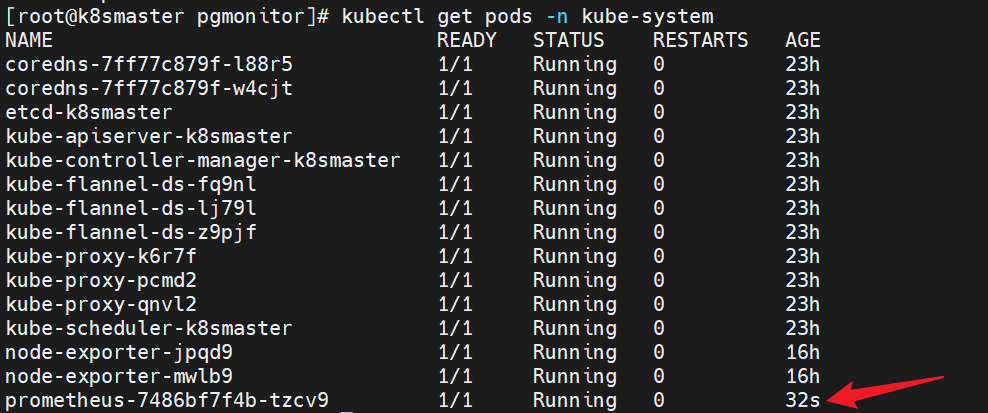 [root@k8smaster pgmonitor]# kubectl get pods -n kube-system
NAME READY STATUS RESTARTS AGE
coredns-7ff77c879f-l88r5 1/1 Running 0 23h
coredns-7ff77c879f-w4cjt 1/1 Running 0 23h
etcd-k8smaster 1/1 Running 0 23h
kube-apiserver-k8smaster 1/1 Running 0 23h
kube-controller-manager-k8smaster 1/1 Running 0 23h
kube-flannel-ds-fq9nl 1/1 Running 0 23h
kube-flannel-ds-lj79l 1/1 Running 0 23h
kube-flannel-ds-z9pjf 1/1 Running 0 23h
kube-proxy-k6r7f 1/1 Running 0 23h
kube-proxy-pcmd2 1/1 Running 0 23h
kube-proxy-qnvl2 1/1 Running 0 23h
kube-scheduler-k8smaster 1/1 Running 0 23h
node-exporter-jpqd9 1/1 Running 0 16h
node-exporter-mwlb9 1/1 Running 0 16h
prometheus-7486bf7f4b-tzcv9 1/1 Running 0 32s